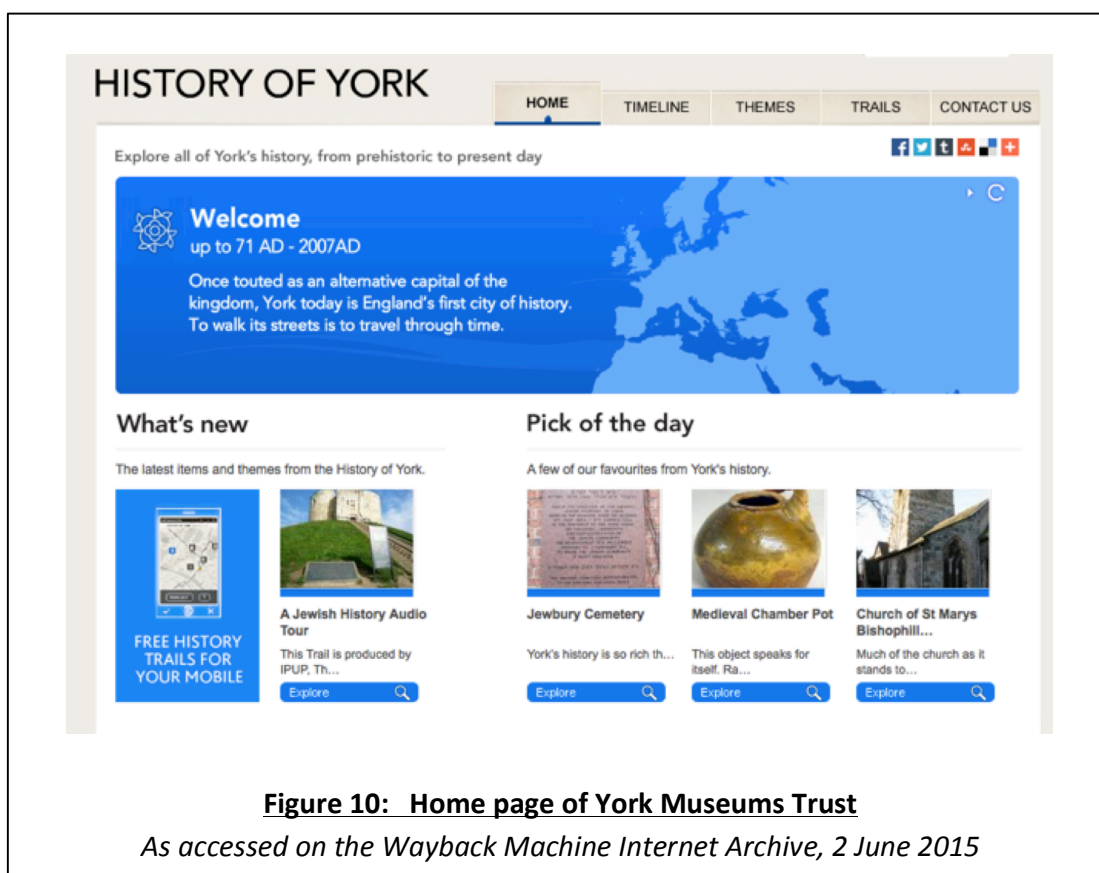 HISTORY OF YORK
HOME
TIMELINE
THEMES
TRAILS
CONTACT US
Explore all of York's history, from prehistoric to present day
Welcome
up to 71 AD - 2007AD
Once touted as an alternative capital of the
kingdom, York today is England's first city of history.
To walk its streets is to travel through time.
What's new
The latest items and themes from the History of York.
FREE HISTORY
TRAILS FOR
YOUR MOBILE
A Jewish History Audio
Tour
This Trail is produced by
IPUP, Th...
Explore
Pick of the day
A few of our favourites from York's history.
Jewbury Cemetery
York's history is so rich th...
Explore
Medieval Chamber Pot
This object speaks for
itself. Ra...
Explore
Church of St Marys
Bishophill...
Much of the church as it
stands to...
Explore
Figure 10: Home page of York Museums Trust
As accessed on the Wayback Machine Internet Archive, 2 June 2015